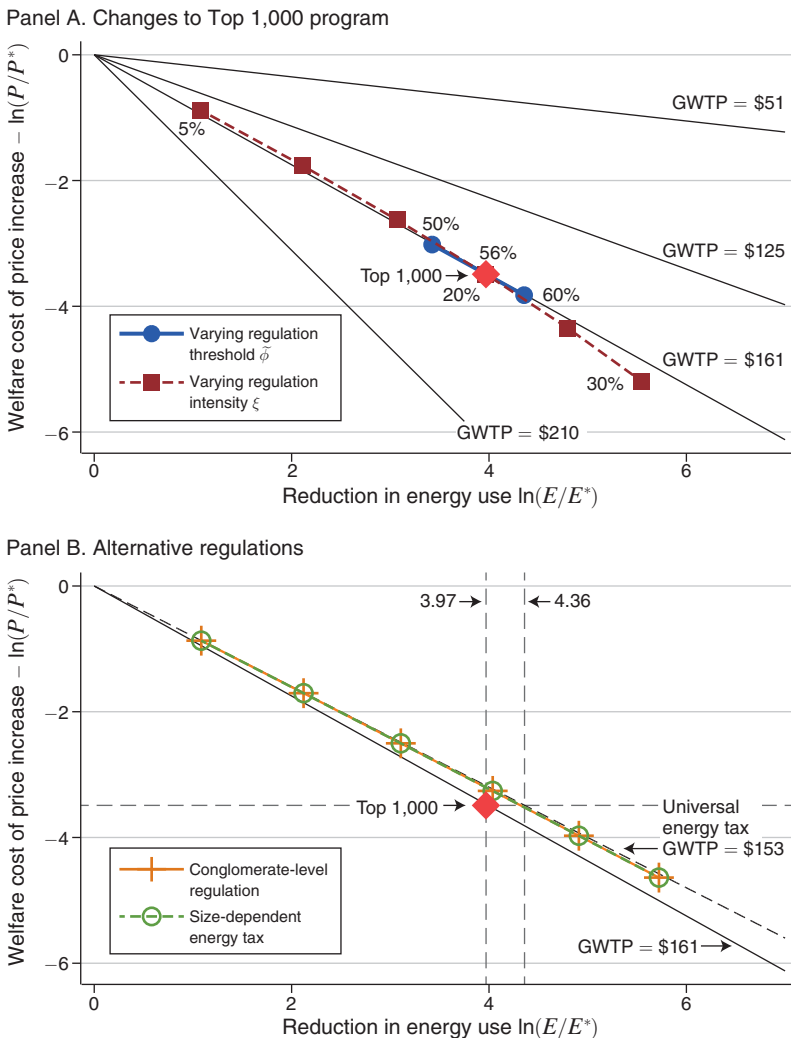 Panel A. Changes to Top 1,000 program
Welfare cost of price increase − ln(P/P*)
0
−2
−4
−6
5%
50%
56%
Top 1,000
20%
60%
30%
GWTP = $51
GWTP = $125
GWTP = $161
GWTP = $210
Varying regulation
threshold ϕ̃
Varying regulation
intensity ξ
0
2
4
6
Reduction in energy use ln(E/E*)
Panel B. Alternative regulations
Welfare cost of price increase − ln(P/P*)
0
−2
−4
−6
3.97
4.36
Top 1,000
Universal
energy tax
GWTP = $153
GWTP = $161
Conglomerate-level
regulation
Size-dependent
energy tax
0
2
4
6
Reduction in energy use ln(E/E*)